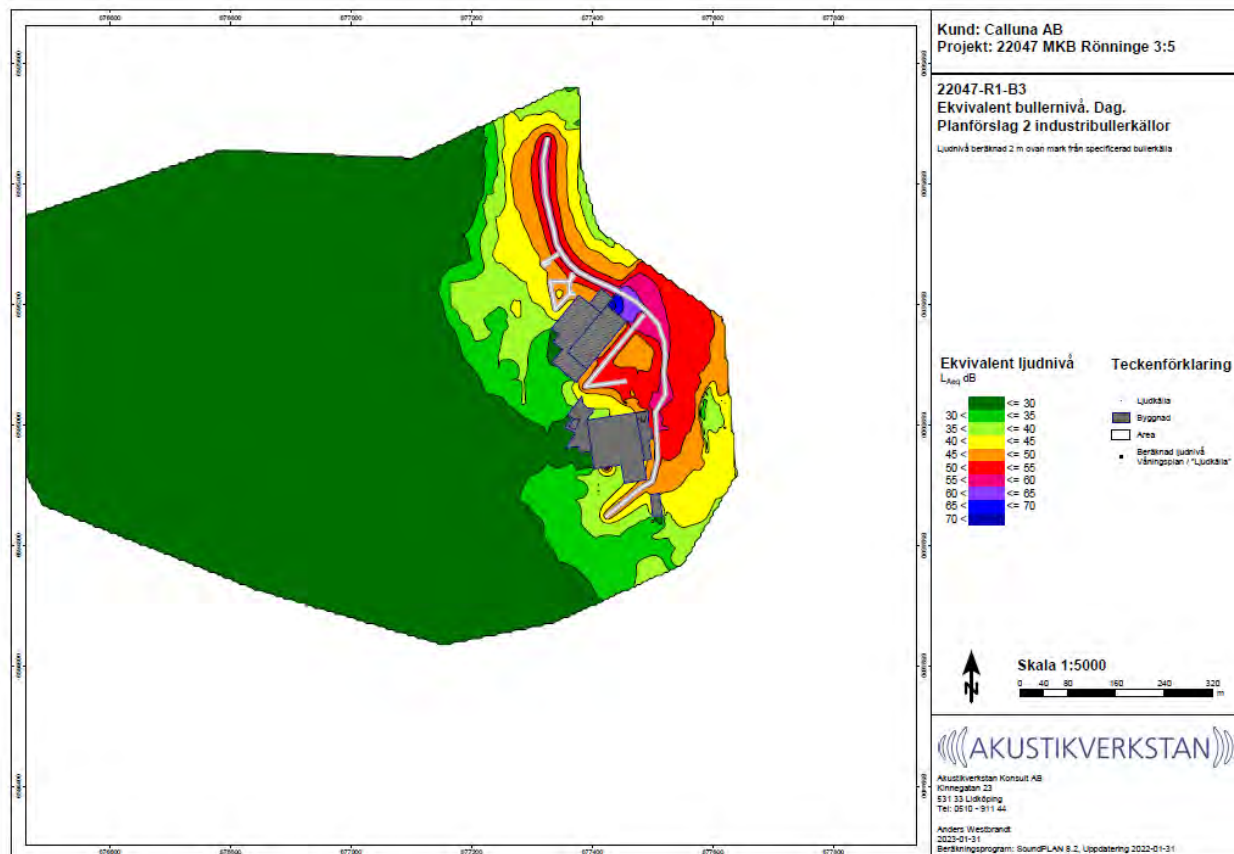 Kund: Calluna AB
Projekt: 22047 MKB Rönninge 3:5
22047-R1-B3
Ekvivalent bullernivå. Dag.
Planförslag 2 industribullerkällor
Ljudnivå beräknad 2 m ovan mark från specificerad bullerkälla
Ekvivalent ljudnivå
LAeq dB
<= 30
30 < <= 35
35 < <= 40
40 < <= 45
45 < <= 50
50 < <= 55
55 < <= 60
60 < <= 65
65 < <= 70
70 <
Teckenförklaring
Ljudkälla
Byggnad
Area
Beräknad ljudnivå
Våningsplan / "Ljudkälla"
N
Skala 1:5000
0 40 80 160 240 320
m
AKUSTIKVERKSTAN
Akustikverkstan Konsult AB
Kinnegatan 23
531 33 Lidköping
Tel: 0510 - 911 44
Anders Westbrandt
2023-01-31
Beräkningsprogram: SoundPLAN 8.2, Uppdatering 2022-01-31